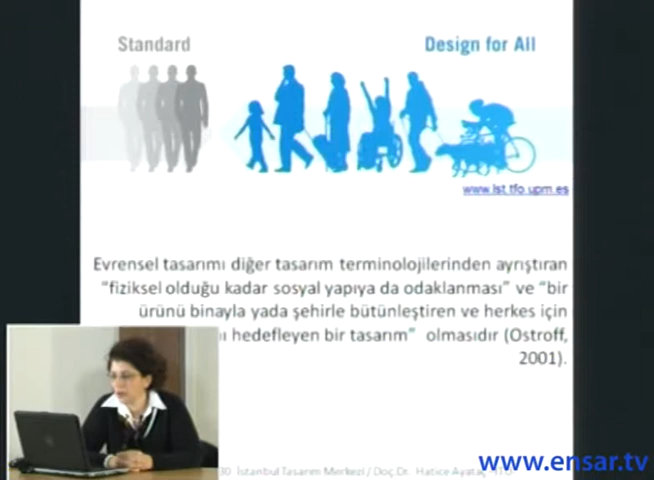 Standard
Design for All
www.lst.tfo.upm.es
Evrensel tasarımı diğer tasarım terminolojilerinden ayrıştıran
"fiziksel olduğu kadar sosyal yapıya da odaklanması" ve "bir
ürünü binayla yada şehirle bütünleştiren ve herkes için
hedefleyen bir tasarım" olmasıdır (Ostroff,
2001).
30 İstanbul Tasarım Merkezi / Doç.Dr. Hatice Ayataç
www.ensar.tv